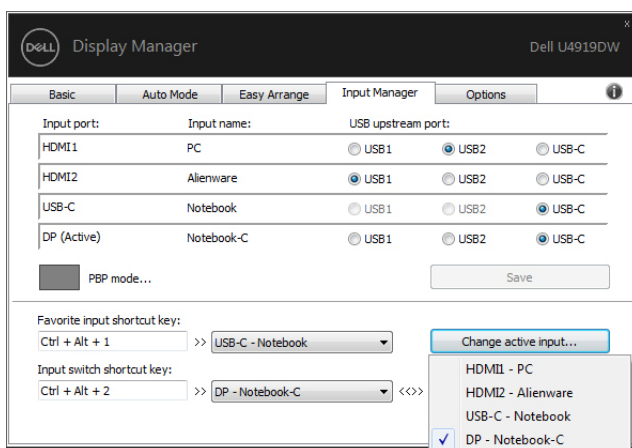 x
DELL Display Manager Dell U4919DW
Basic Auto Mode Easy Arrange Input Manager Options i
Input port: Input name: USB upstream port:
HDMI1 PC USB1 USB2 USB-C
HDMI2 Alienware USB1 USB2 USB-C
USB-C Notebook USB1 USB2 USB-C
DP (Active) Notebook-C USB1 USB2 USB-C
PBP mode... Save
Favorite input shortcut key:
Ctrl + Alt + 1 >> USB-C - Notebook Change active input...
Input switch shortcut key:
Ctrl + Alt + 2 >> DP - Notebook-C <<>>
HDMI1 - PC
HDMI2 - Alienware
USB-C - Notebook
DP - Notebook-C